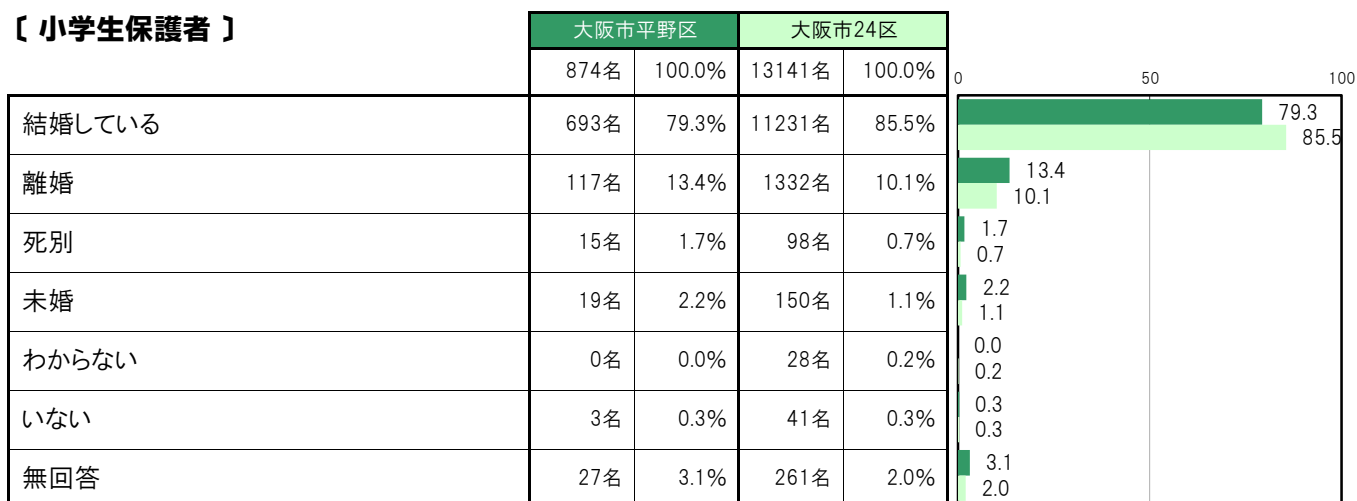 〔 小学生保護者 〕
大阪市平野区 大阪市24区
874名 100.0% 13141名 100.0%
0 50 100
結婚している 693名 79.3% 11231名 85.5%
79.3
85.5
離婚 117名 13.4% 1332名 10.1%
13.4
10.1
死別 15名 1.7% 98名 0.7%
1.7
0.7
未婚 19名 2.2% 150名 1.1%
2.2
1.1
わからない 0名 0.0% 28名 0.2%
0.0
0.2
いない 3名 0.3% 41名 0.3%
0.3
0.3
無回答 27名 3.1% 261名 2.0%
3.1
2.0